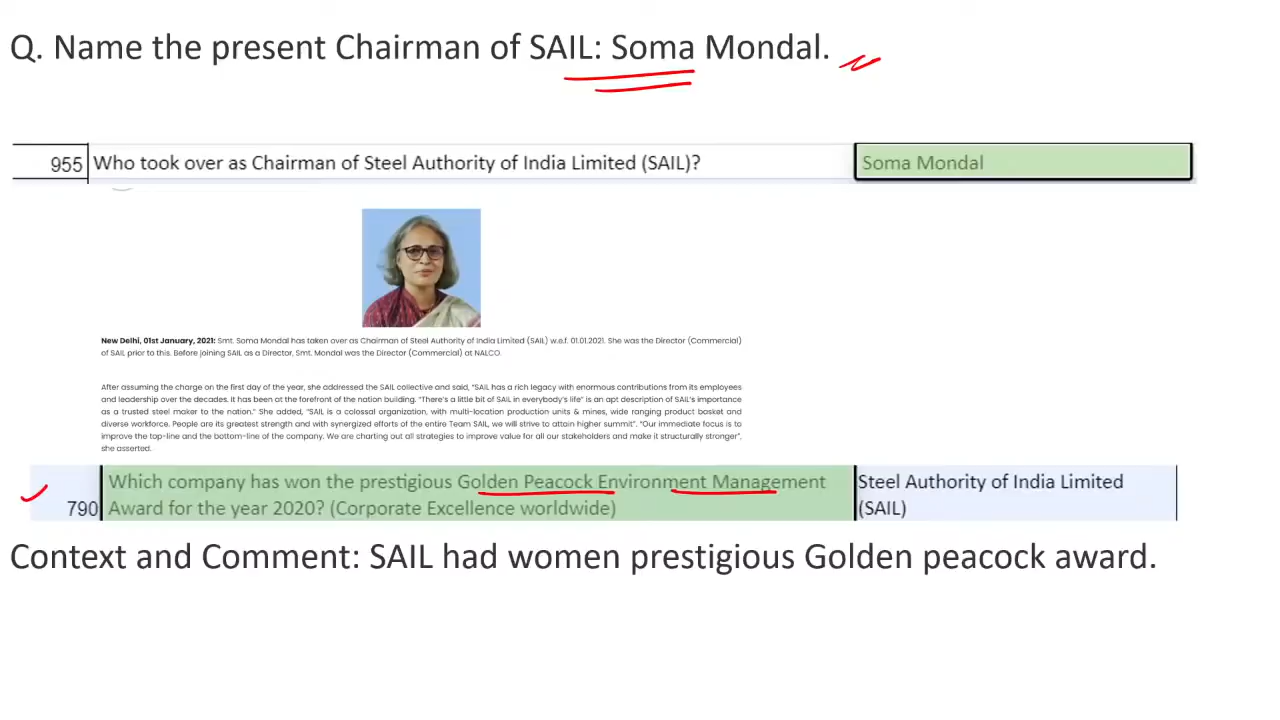 Q. Name the present Chairman of SAIL: Soma Mondal.
955 Who took over as Chairman of Steel Authority of India Limited (SAIL)? Soma Mondal
New Delhi, 01st January, 2021: Smt. Soma Mondal has taken over as Chairman of Steel Authority of India Limited (SAIL) w.e.f. 01.01.2021. She was the Director (Commercial)
of SAIL prior to this. Before joining SAIL as a Director, Smt. Mondal was the Director (Commercial) at NALCO.
After assuming the charge on the first day of the year, she addressed the SAIL collective and said, "SAIL has a rich legacy with enormous contributions from its employees
and leadership over the decades. It has been at the forefront of the nation building. "There's a little bit of SAIL in everybody's life" is an apt description of SAIL's importance
as a trusted steel maker to the nation." She added, "SAIL is a colossal organization, with multi-location production units & mines, wide ranging product basket and
diverse workforce. People are its greatest strength and with synergized efforts of the entire Team SAIL, we will strive to attain higher summit". "Our immediate focus is to
improve the top-line and the bottom-line of the company. We are charting out all strategies to improve value for all our stakeholders and make it structurally stronger",
she asserted.
Which company has won the prestigious Golden Peacock Environment Management Steel Authority of India Limited
790 Award for the year 2020? (Corporate Excellence worldwide) (SAIL)
Context and Comment: SAIL had women prestigious Golden peacock award.